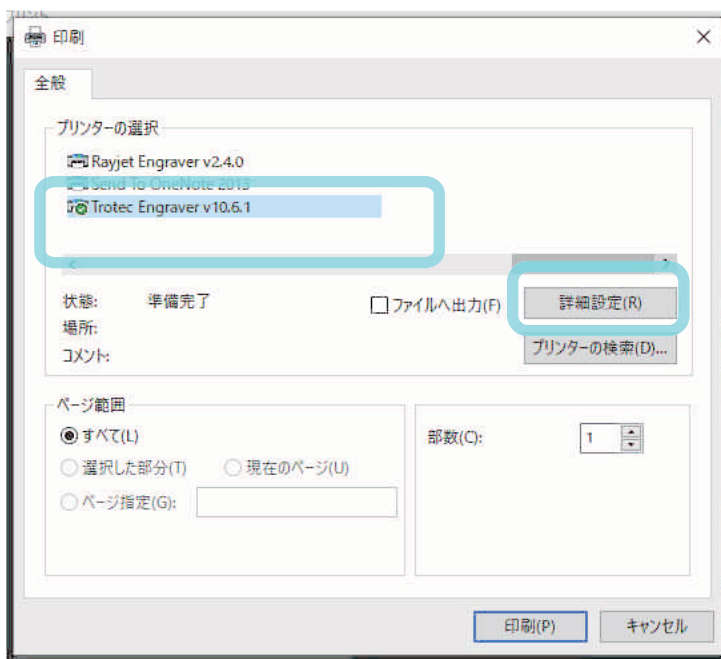 印刷
全般
プリンターの選択
Rayjet Engraver v2.4.0
Send To OneNote 2013
Trotec Engraver v10.6.1
状態: 準備完了
ファイルへ出力(F)
詳細設定(R)
場所:
コメント:
プリンターの検索(D)...
ページ範囲
すべて(L)
選択した部分(T) 現在のページ(U)
ページ指定(G):
部数(C): 1
印刷(P) キャンセル